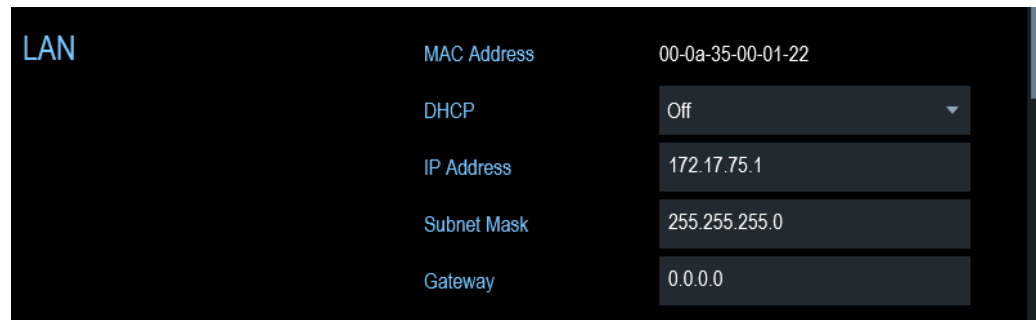 LAN
MAC Address 00-0a-35-00-01-22
DHCP Off
IP Address 172.17.75.1
Subnet Mask 255.255.255.0
Gateway 0.0.0.0